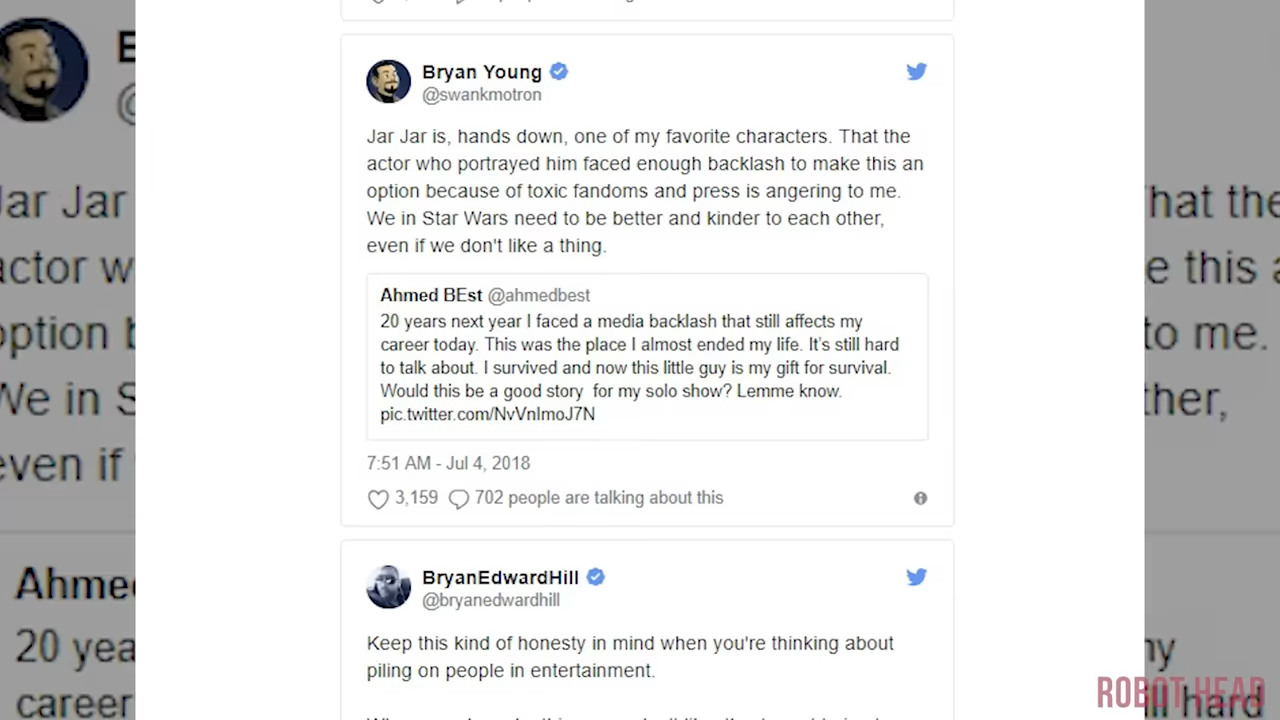 Bryan Young
@swankmotron
Jar Jar is, hands down, one of my favorite characters. That the
actor who portrayed him faced enough backlash to make this an
option because of toxic fandoms and press is angering to me.
We in Star Wars need to be better and kinder to each other,
even if we don't like a thing.
Ahmed BEst @ahmedbest
20 years next year I faced a media backlash that still affects my
career today. This was the place I almost ended my life. It's still hard
to talk about. I survived and now this little guy is my gift for survival.
Would this be a good story for my solo show? Lemme know.
pic.twitter.com/NvVnlmoJ7N
7:51 AM - Jul 4, 2018
3,159 702 people are talking about this
BryanEdwardHill
@bryanedwardhill
Keep this kind of honesty in mind when you're thinking about
piling on people in entertainment.
ROBOT HEAD